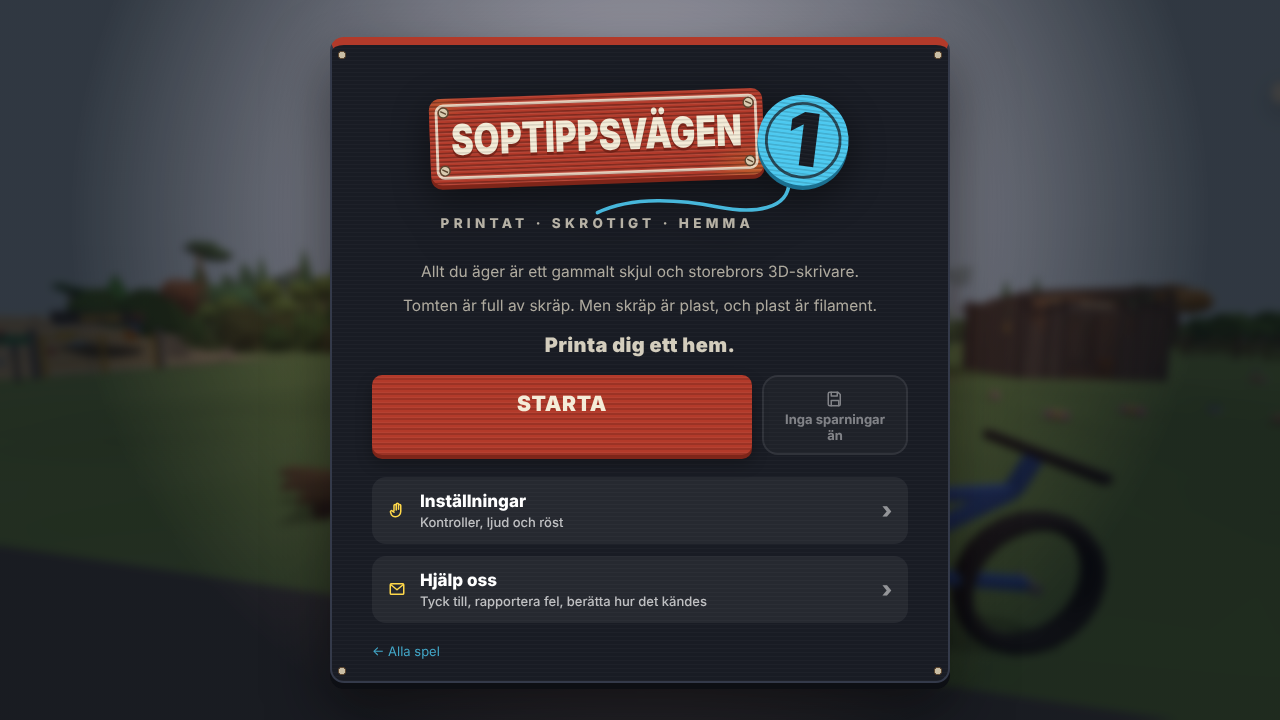 SOPTIPPSVÄGEN 1
PRINTAT · SKROTIGT · HEMMA
Allt du äger är ett gammalt skjul och storebrors 3D-skrivare.
Tomten är full av skräp. Men skräp är plast, och plast är filament.
Printa dig ett hem.
STARTA
Inga sparningar
än
Inställningar
Kontroller, ljud och röst
Hjälp oss
Tyck till, rapportera fel, berätta hur det kändes
← Alla spel